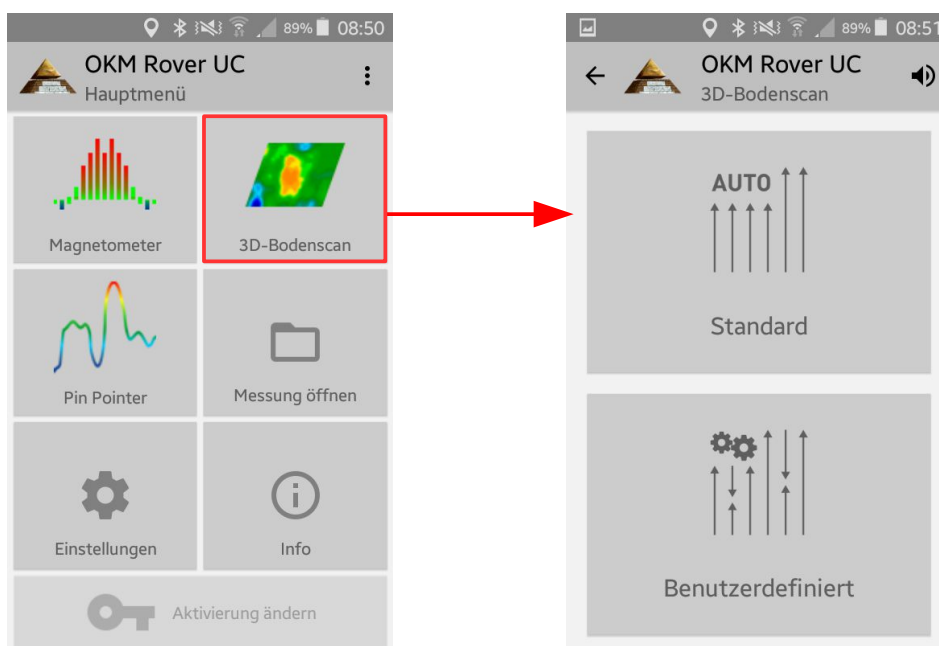 89% 08:50
OKM Rover UC
Hauptmenü
Magnetometer
3D-Bodenscan
Pin Pointer
Messung öffnen
Einstellungen
Info
Aktivierung ändern
89% 08:51
OKM Rover UC
3D-Bodenscan
AUTO
Standard
Benutzerdefiniert